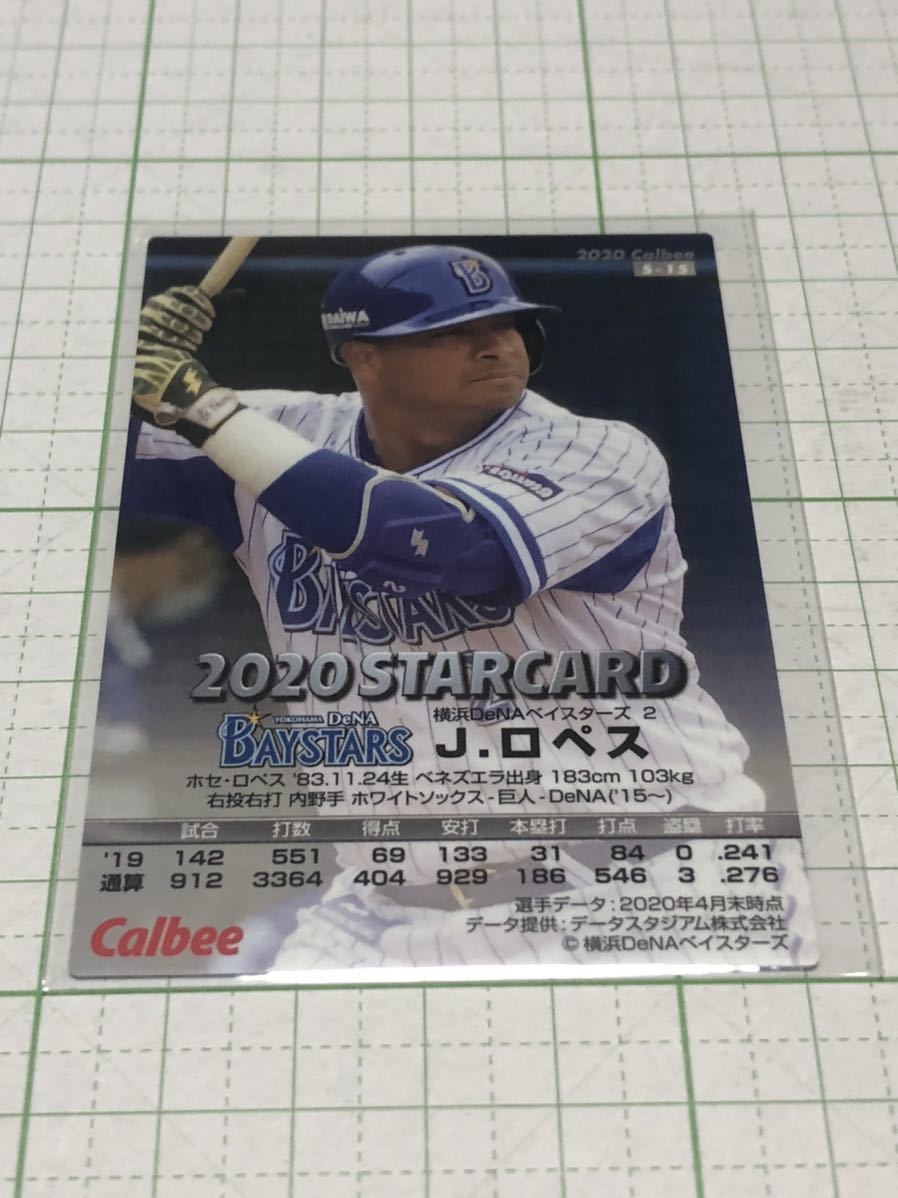 2020 Calbee
S-15
B
DAIWA
BAYSTARS
2020 STARCARD
YOKOHAMA DeNA
BAYSTARS
横浜DeNAベイスターズ 2
J.ロペス
ホセ・ロペス '83.11.24生 ベネズエラ出身 183cm 103kg
右投右打 内野手 ホワイトソックス-巨人-DeNA('15〜)
試合 打数 得点 安打 本塁打 打点 盗塁 打率
'19 142 551 69 133 31 84 0 .241
通算 912 3364 404 929 186 546 3 .276
選手データ:2020年4月末時点
データ提供:データスタジアム株式会社
©横浜DeNAベイスターズ
Calbee